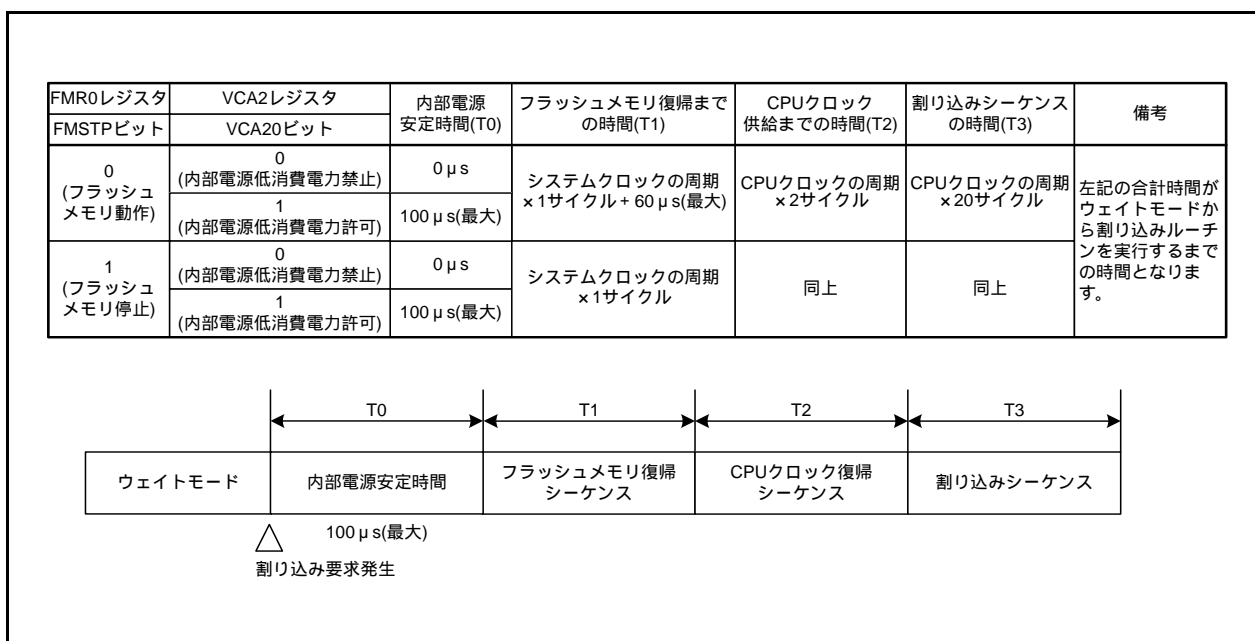 FMR0レジスタ
VCA2レジスタ
内部電源
安定時間(T0)
フラッシュメモリ復帰まで
の時間(T1)
CPUクロック
供給までの時間(T2)
割り込みシーケンス
の時間(T3)
備考
FMSTPビット
VCA20ビット
0
(フラッシュ
メモリ動作)
0
(内部電源低消費電力禁止)
0μs
システムクロックの周期
×1サイクル + 60μs(最大)
CPUクロックの周期
×2サイクル
CPUクロックの周期
×20サイクル
左記の合計時間が
ウェイトモードか
ら割り込みルーチ
ンを実行するまで
の時間となりま
す。
1
(内部電源低消費電力許可)
100μs(最大)
1
(フラッシュ
メモリ停止)
0
(内部電源低消費電力禁止)
0μs
システムクロックの周期
×1サイクル
同上
同上
1
(内部電源低消費電力許可)
100μs(最大)
T0
T1
T2
T3
ウェイトモード
内部電源安定時間
フラッシュメモリ復帰
シーケンス
CPUクロック復帰
シーケンス
割り込みシーケンス
100μs(最大)
割り込み要求発生